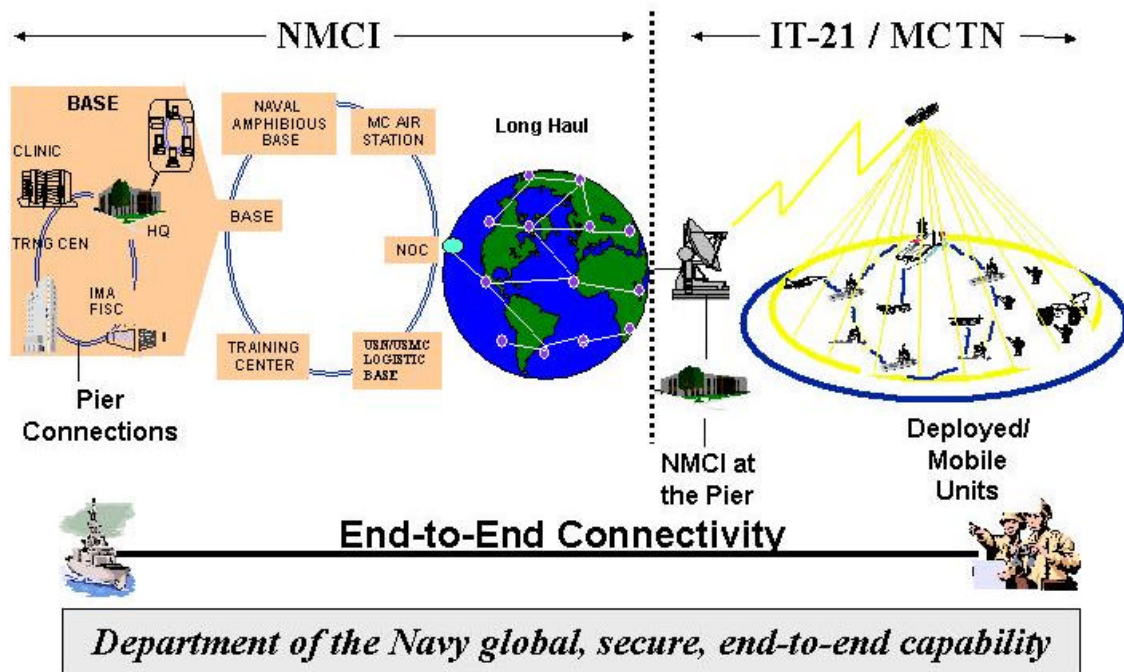 NMCI
IT-21 / MCTN
BASE
CLINIC
HQ
TRNG CEN
IMA
FISC
Pier
Connections
NAVAL
AMPHIBIOUS
BASE
MC AIR
STATION
BASE
NOC
TRAINING
CENTER
USN/USMC
LOGISTIC
BASE
Long Haul
NMCI at
the Pier
Deployed/
Mobile
Units
End-to-End Connectivity
Department of the Navy global, secure, end-to-end capability